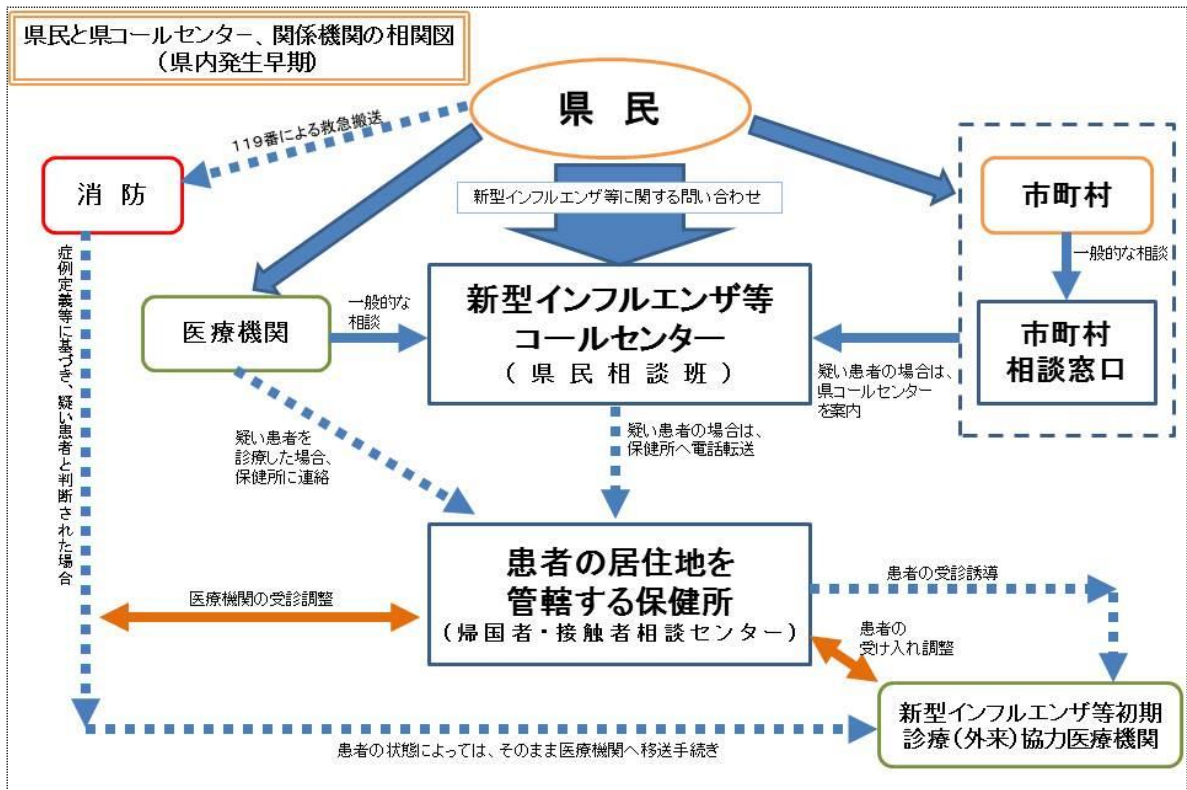 県民と県コールセンター、関係機関の相関図
（県内発生早期）
県 民
119番による救急搬送
消 防
新型インフルエンザ等に関する問い合わせ
市町村
一般的な相談
市町村
相談窓口
医療機関
一般的な
相談
新型インフルエンザ等
コールセンター
（ 県 民 相 談 班 ）
疑い患者の場合は、
県コールセンター
を案内
症例定義等に基づき、疑い患者と判断された場合
疑い患者を
診療した場合、
保健所に連絡
疑い患者の場合は、
保健所へ電話転送
患者の居住地を
管轄する保健所
（帰国者・接触者相談センター）
医療機関の受診調整
患者の受診誘導
患者の
受け入れ調整
新型インフルエンザ等初期
診療（外来）協力医療機関
患者の状態によっては、そのまま医療機関へ移送手続き